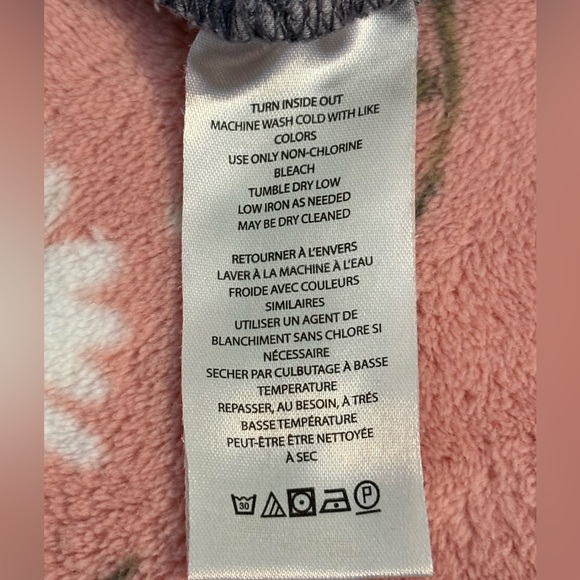 TURN INSIDE OUT
MACHINE WASH COLD WITH LIKE
COLORS
USE ONLY NON-CHLORINE
BLEACH
TUMBLE DRY LOW
LOW IRON AS NEEDED
MAY BE DRY CLEANED
RETOURNER À L'ENVERS
LAVER À LA MACHINE À L'EAU
FROIDE AVEC COULEURS
SIMILAIRES
UTILISER UN AGENT DE
BLANCHIMENT SANS CHLORE SI
NÉCESSAIRE
SECHER PAR CULBUTAGE À BASSE
TEMPERATURE
REPASSER, AU BESOIN, À TRÉS
BASSE TEMPÉRATURE
PEUT-ÊTRE ÊTRE NETTOYÉE
À SEC
30 P